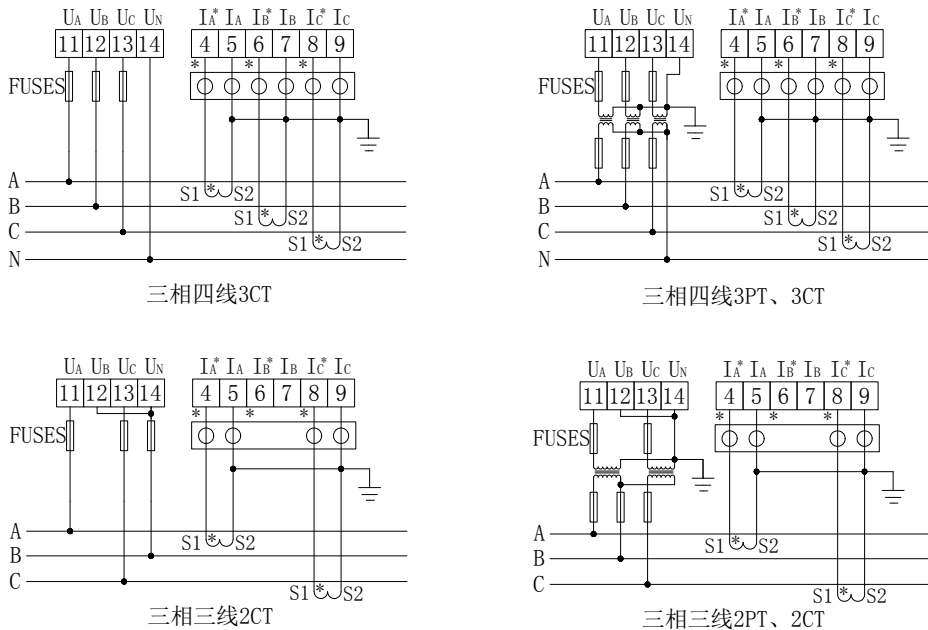 UA UB UC UN IA* IA IB* IB IC* IC
11 12 13 14 4 5 6 7 8 9
* * *
FUSES
A
S1 * S2
B
S1 * S2
C
S1 * S2
N
三相四线3CT
UA UB UC UN IA* IA IB* IB IC* IC
11 12 13 14 4 5 6 7 8 9
* * *
FUSES
A
S1 * S2
B
S1 * S2
C
S1 * S2
N
三相四线3PT、3CT
UA UB UC UN IA* IA IB* IB IC* IC
11 12 13 14 4 5 6 7 8 9
* * *
FUSES
A
S1 * S2
B
C
S1 * S2
三相三线2CT
UA UB UC UN IA* IA IB* IB IC* IC
11 12 13 14 4 5 6 7 8 9
* * *
FUSES
A
S1 * S2
B
C
S1 * S2
三相三线2PT、2CT